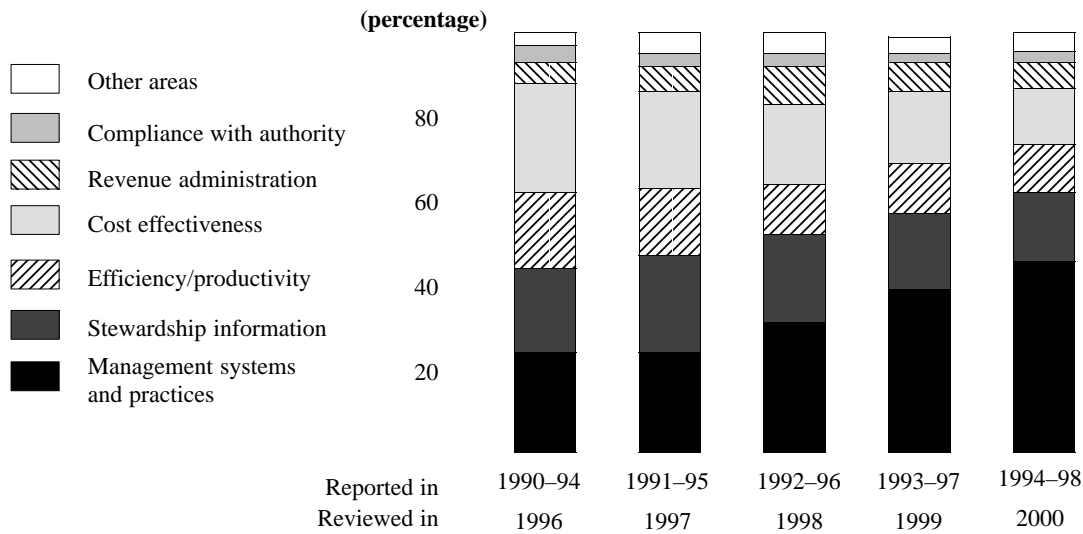 (percentage)
Other areas
Compliance with authority
Revenue administration
Cost effectiveness
Efficiency/productivity
Stewardship information
Management systems
and practices
80
60
40
20
Reported in 1990–94 1991–95 1992–96 1993–97 1994–98
Reviewed in 1996 1997 1998 1999 2000